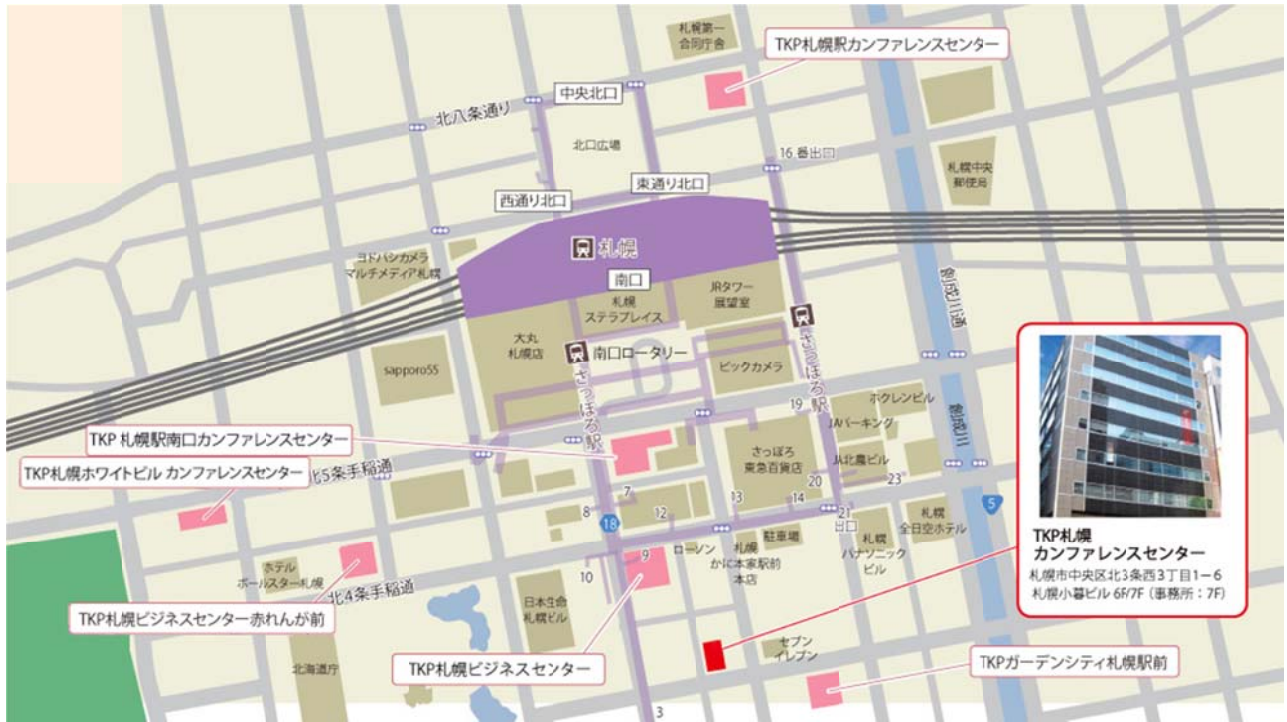 札幌第一
合同庁舎
TKP札幌駅カンファレンスセンター
中央北口
北八条通り
北口広場
16番出口
札幌中央
郵便局
東通り北口
西通り北口
ヨドバシカメラ
マルチメディア札幌
札幌
南口
札幌
ステラプレイス
JRタワー
展望室
創成川通
大丸
札幌店
南口ロータリー
さっぽろ駅
さっぽろ駅
ビックカメラ
sapporo55
ホクレンビル
19
JAパーキング
創成川
TKP 札幌駅南口カンファレンスセンター
さっぽろ
東急百貨店
JA北農ビル
TKP札幌ホワイトビル カンファレンスセンター
北5条手稲通
7
8
18
12
13
14
20
23
21
出口
5
札幌
全日空ホテル
9
10
ローソン
札幌
かに本家駅前
本店
駐車場
札幌
パナソニック
ビル
TKP札幌
カンファレンスセンター
札幌市中央区北3条西3丁目1−6
札幌小暮ビル 6F/7F (事務所:7F)
ホテル
ポールスター札幌
北4条手稲通
日本生命
札幌ビル
TKP札幌ビジネスセンター赤れんが前
北海道庁
TKP札幌ビジネスセンター
セブン
イレブン
TKPガーデンシティ札幌駅前
3